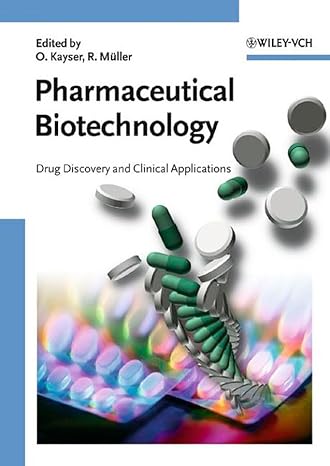 Edited by
O. Kayser, R. Müller
WILEY-VCH
Pharmaceutical
Biotechnology
Drug Discovery and Clinical Applications